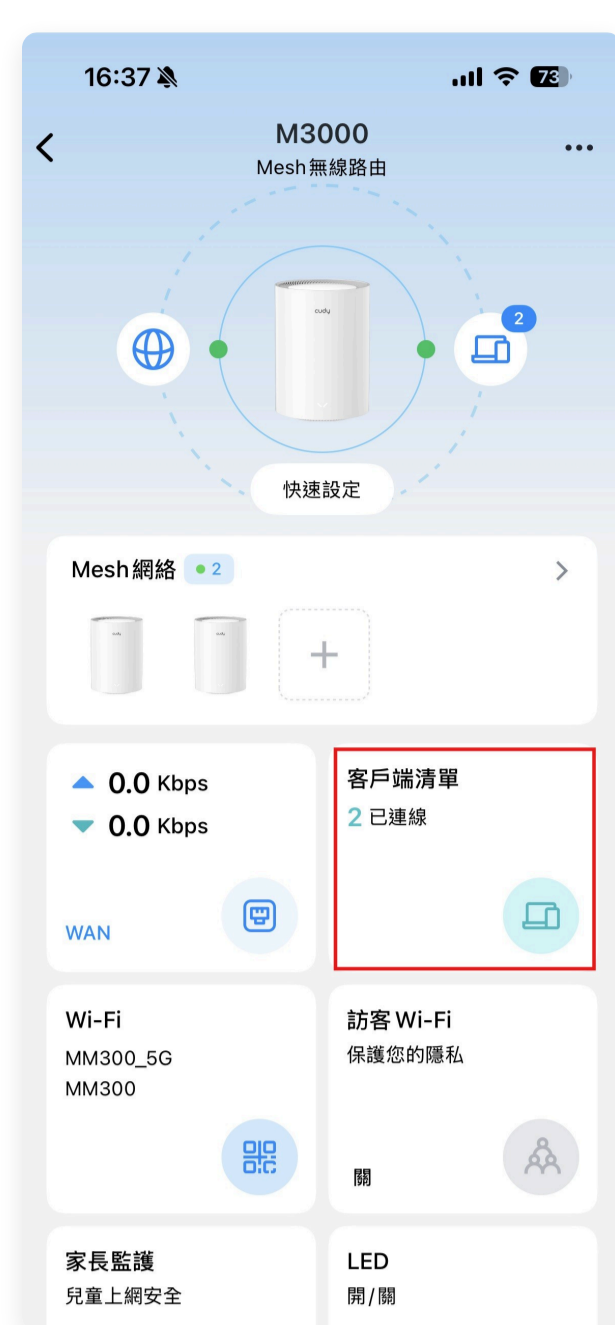 16:37
73
M3000
Mesh無線路由
cudy
2
快速設定
Mesh網絡 2
0.0 Kbps
0.0 Kbps
WAN
客戶端清單
2 已連線
Wi-Fi
MM300_5G
MM300
訪客 Wi-Fi
保護您的隱私
關
家長監護
兒童上網安全
LED
開/關